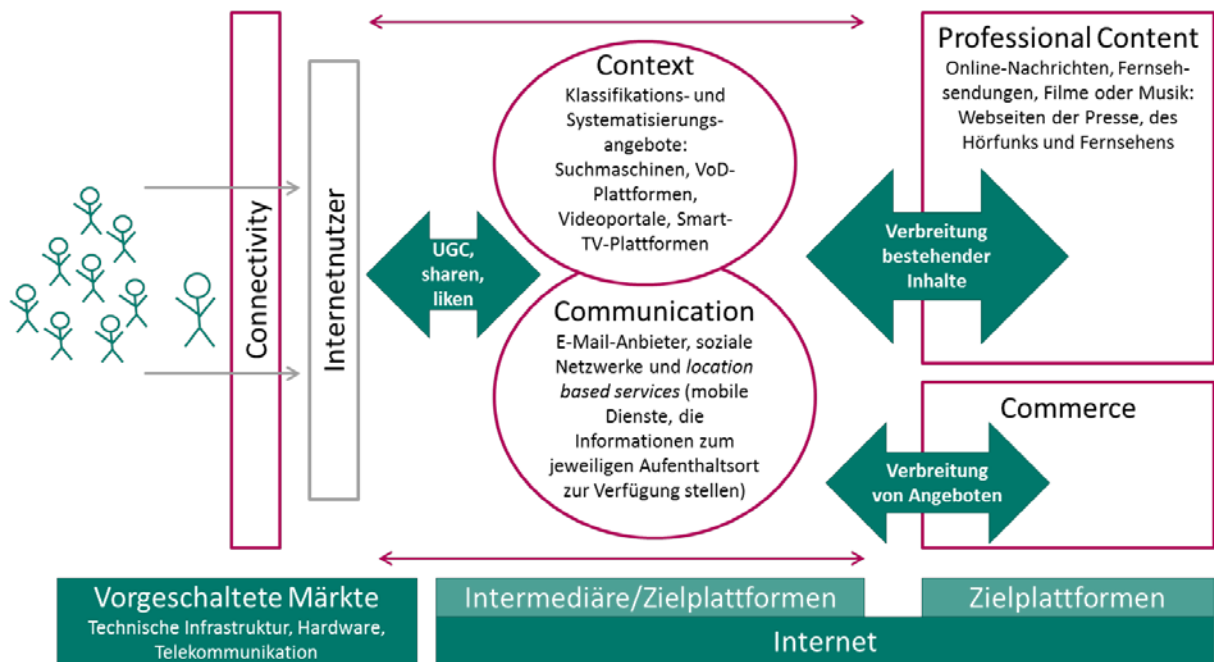 Connectivity
Internetnutzer
UGC,
sharen,
liken
Context
Klassifikations- und
Systematisierungs-
angebote:
Suchmaschinen, VoD-
Plattformen,
Videoportale, Smart-
TV-Plattformen
Communication
E-Mail-Anbieter, soziale
Netzwerke und location
based services (mobile
Dienste, die
Informationen zum
jeweiligen Aufenthaltsort
zur Verfügung stellen)
Professional Content
Online-Nachrichten, Fernseh-
sendungen, Filme oder Musik:
Webseiten der Presse, des
Hörfunks und Fernsehens
Verbreitung
bestehender
Inhalte
Commerce
Verbreitung
von Angeboten
Vorgeschaltete Märkte
Technische Infrastruktur, Hardware,
Telekommunikation
Intermediäre/Zielplattformen
Zielplattformen
Internet